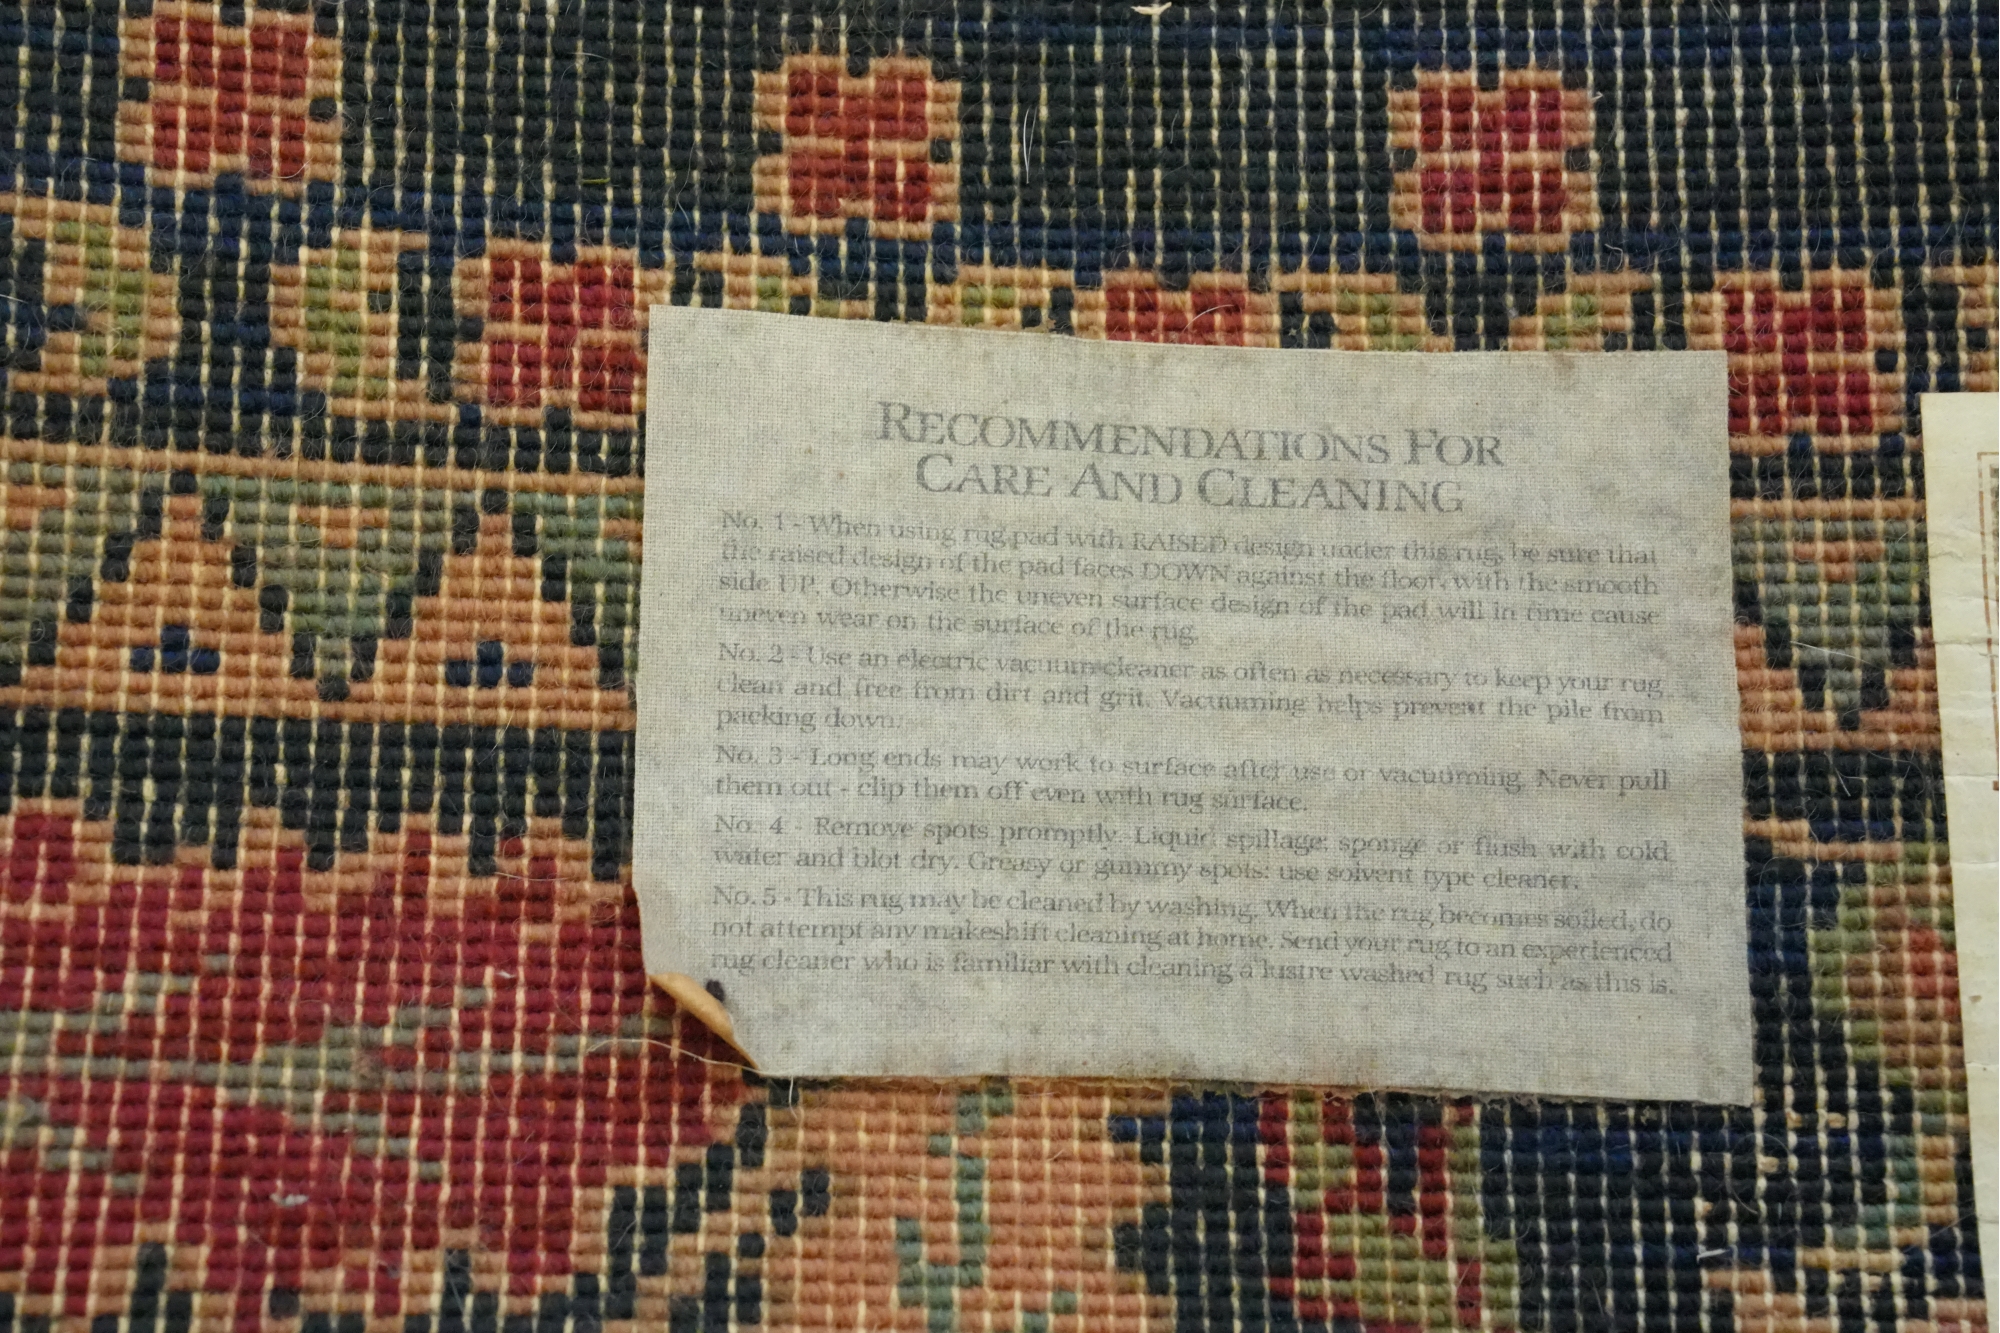 RECOMMENDATIONS FOR
CARE AND CLEANING
No. 1 - When using rug pad with RAISED design under this rug, be sure that
the raised design of the pad faces DOWN against the floor, with the smooth
side UP. Otherwise the uneven surface design of the pad will in time cause
uneven wear on the surface of the rug.
No. 2 - Use an electric vacuum cleaner as often as necessary to keep your rug
clean and free from dirt and grit. Vacuuming helps prevent the pile from
packing down.
No. 3 - Long ends may work to surface after use or vacuuming. Never pull
them out - clip them off even with rug surface.
No. 4 - Remove spots promptly. Liquid spillage: sponge or flush with cold
water and blot dry. Greasy or gummy spots: use solvent type cleaner.
No. 5 - This rug may be cleaned by washing. When the rug becomes soiled, do
not attempt any makeshift cleaning at home. Send your rug to an experienced
rug cleaner who is familiar with cleaning a lustre washed rug such as this is.